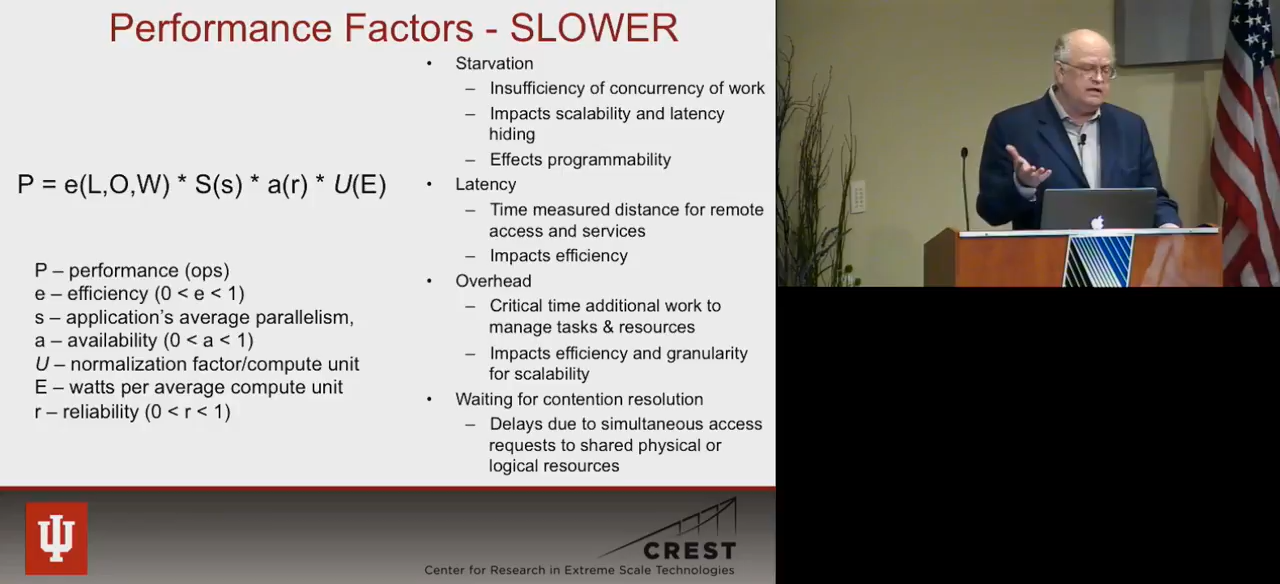 Performance Factors - SLOWER
P = e(L,O,W) * S(s) * a(r) * U(E)
P – performance (ops)
e – efficiency (0 < e < 1)
s – application's average parallelism,
a – availability (0 < a < 1)
U – normalization factor/compute unit
E – watts per average compute unit
r – reliability (0 < r < 1)
• Starvation
– Insufficiency of concurrency of work
– Impacts scalability and latency
hiding
– Effects programmability
• Latency
– Time measured distance for remote
access and services
– Impacts efficiency
• Overhead
– Critical time additional work to
manage tasks & resources
– Impacts efficiency and granularity
for scalability
• Waiting for contention resolution
– Delays due to simultaneous access
requests to shared physical or
logical resources
CREST
Center for Research in Extreme Scale Technologies